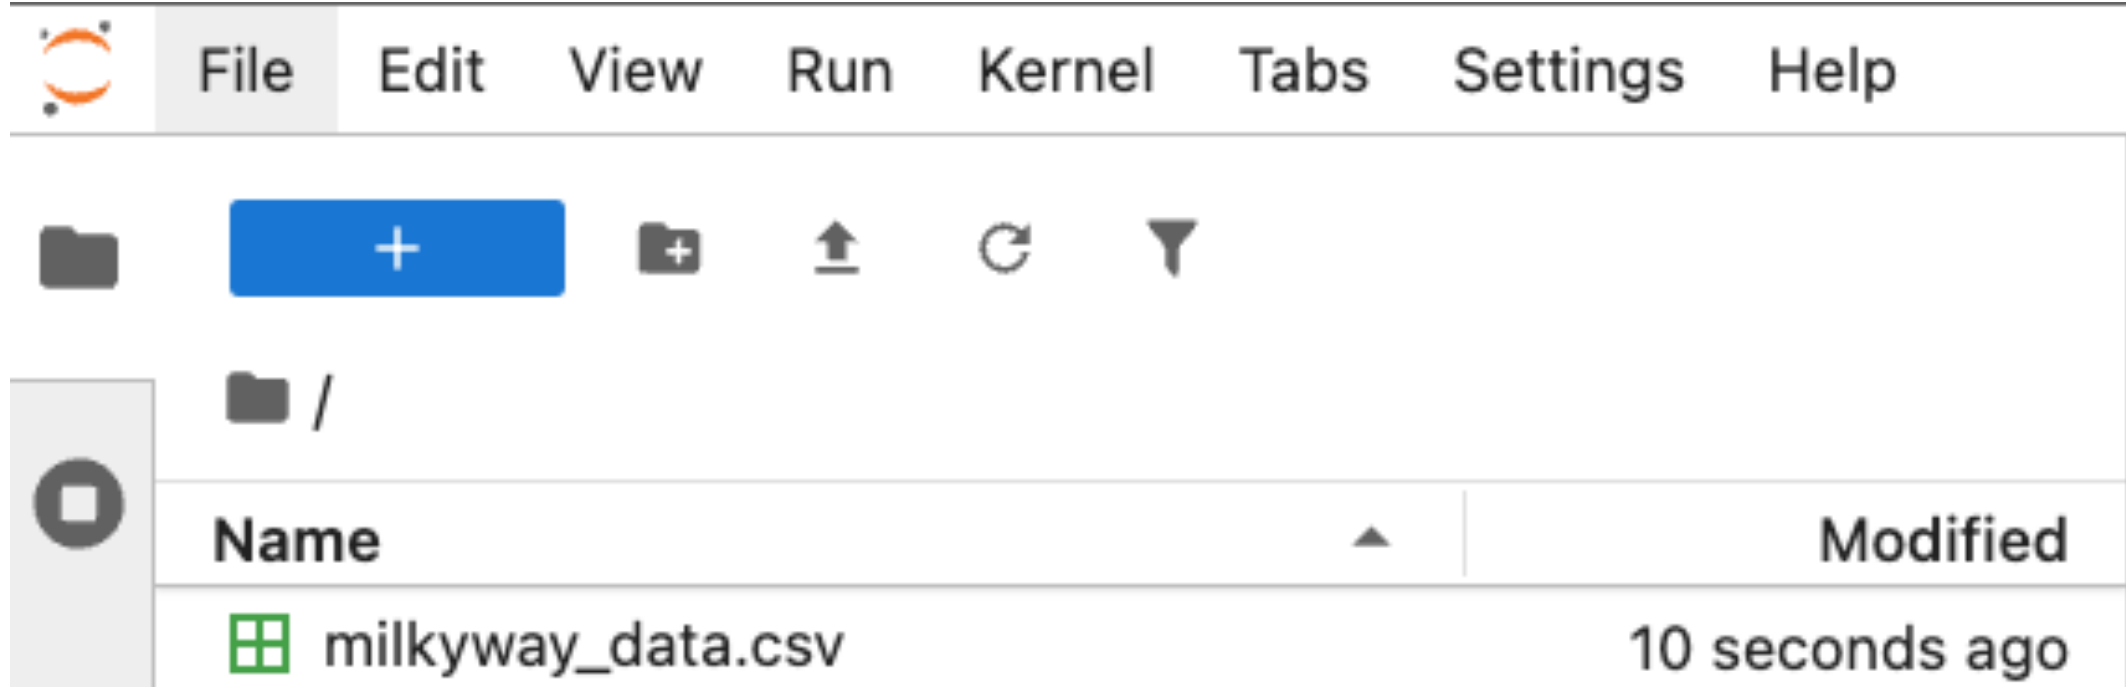 File Edit View Run Kernel Tabs Settings Help
+
/
Name Modified
milkyway_data.csv 10 seconds ago